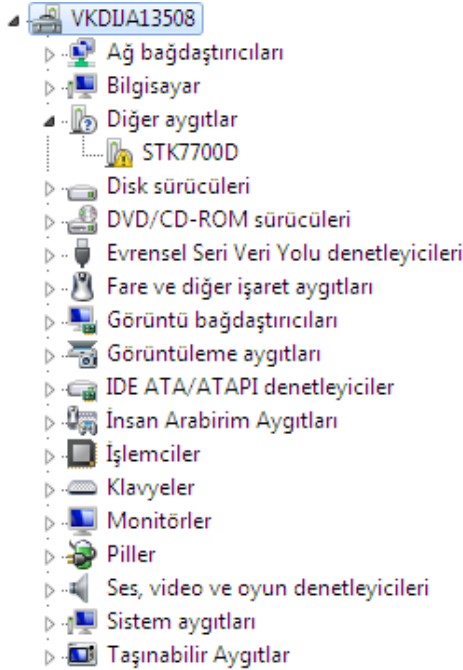 VKDIJA13508
Ağ bağdaştırıcıları
Bilgisayar
Diğer aygıtlar
STK7700D
Disk sürücüleri
DVD/CD-ROM sürücüleri
Evrensel Seri Veri Yolu denetleyicileri
Fare ve diğer işaret aygıtları
Görüntü bağdaştırıcıları
Görüntüleme aygıtları
IDE ATA/ATAPI denetleyiciler
İnsan Arabirim Aygıtları
İşlemciler
Klavyeler
Monitörler
Piller
Ses, video ve oyun denetleyicileri
Sistem aygıtları
Taşınabilir Aygıtlar